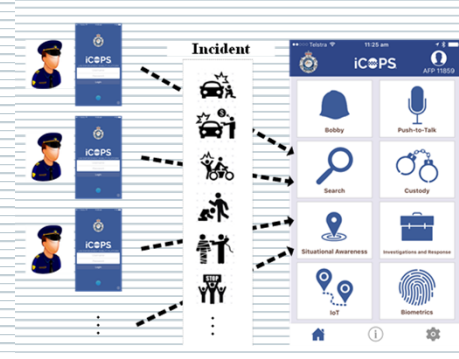 iCOPS
iCOPS
iCOPS
Incident
STOP
Telstra 11:25 am
iCOPS
AFP 11859
Bobby Push-to-Talk
Search Custody
Situational Awareness Investigations and Response
IoT Biometrics